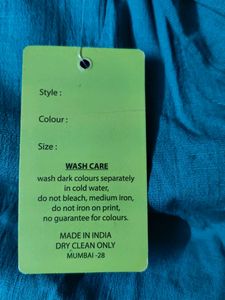 Style :
Colour :
Size :
WASH CARE
wash dark colours separately
in cold water,
do not bleach, medium iron,
do not iron on print,
no guarantee for colours.
MADE IN INDIA
DRY CLEAN ONLY
MUMBAI -28